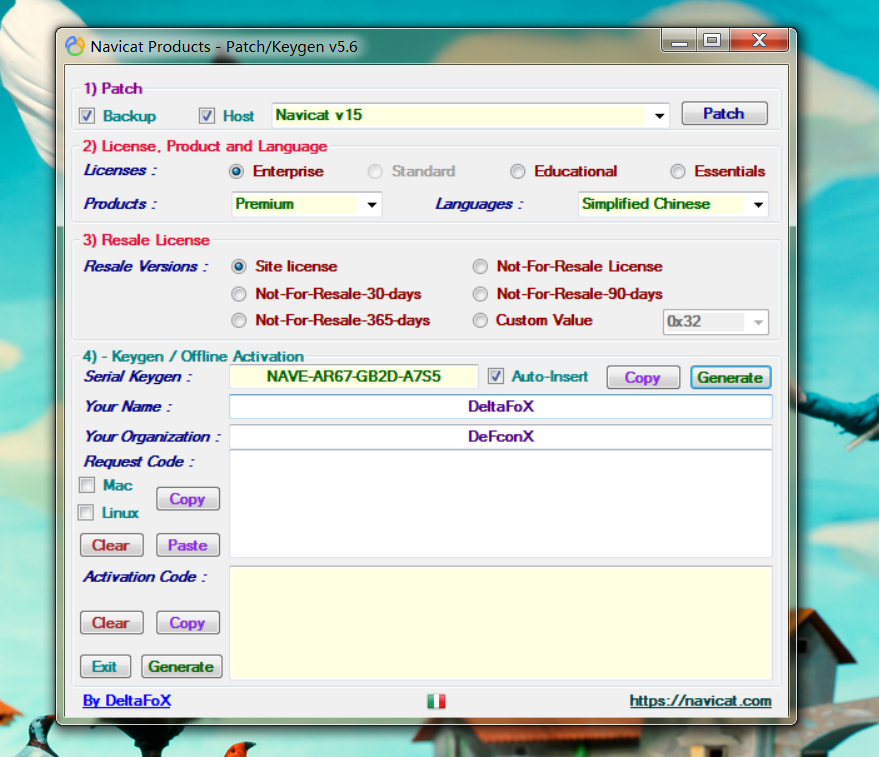 Navicat Products - Patch/Keygen v5.6
1) Patch
Backup Host Navicat v15 Patch
2) License, Product and Language
Licenses : Enterprise Standard Educational Essentials
Products : Premium Languages : Simplified Chinese
3) Resale License
Resale Versions : Site license Not-For-Resale License
Not-For-Resale-30-days Not-For-Resale-90-days
Not-For-Resale-365-days Custom Value 0x32
4) - Keygen / Offline Activation
Serial Keygen : NAVE-AR67-GB2D-A7S5 Auto-Insert Copy Generate
Your Name : DeltaFoX
Your Organization : DeFconX
Request Code :
Mac
Copy
Linux
Clear Paste
Activation Code :
Clear Copy
Exit Generate
By DeltaFoX https://navicat.com